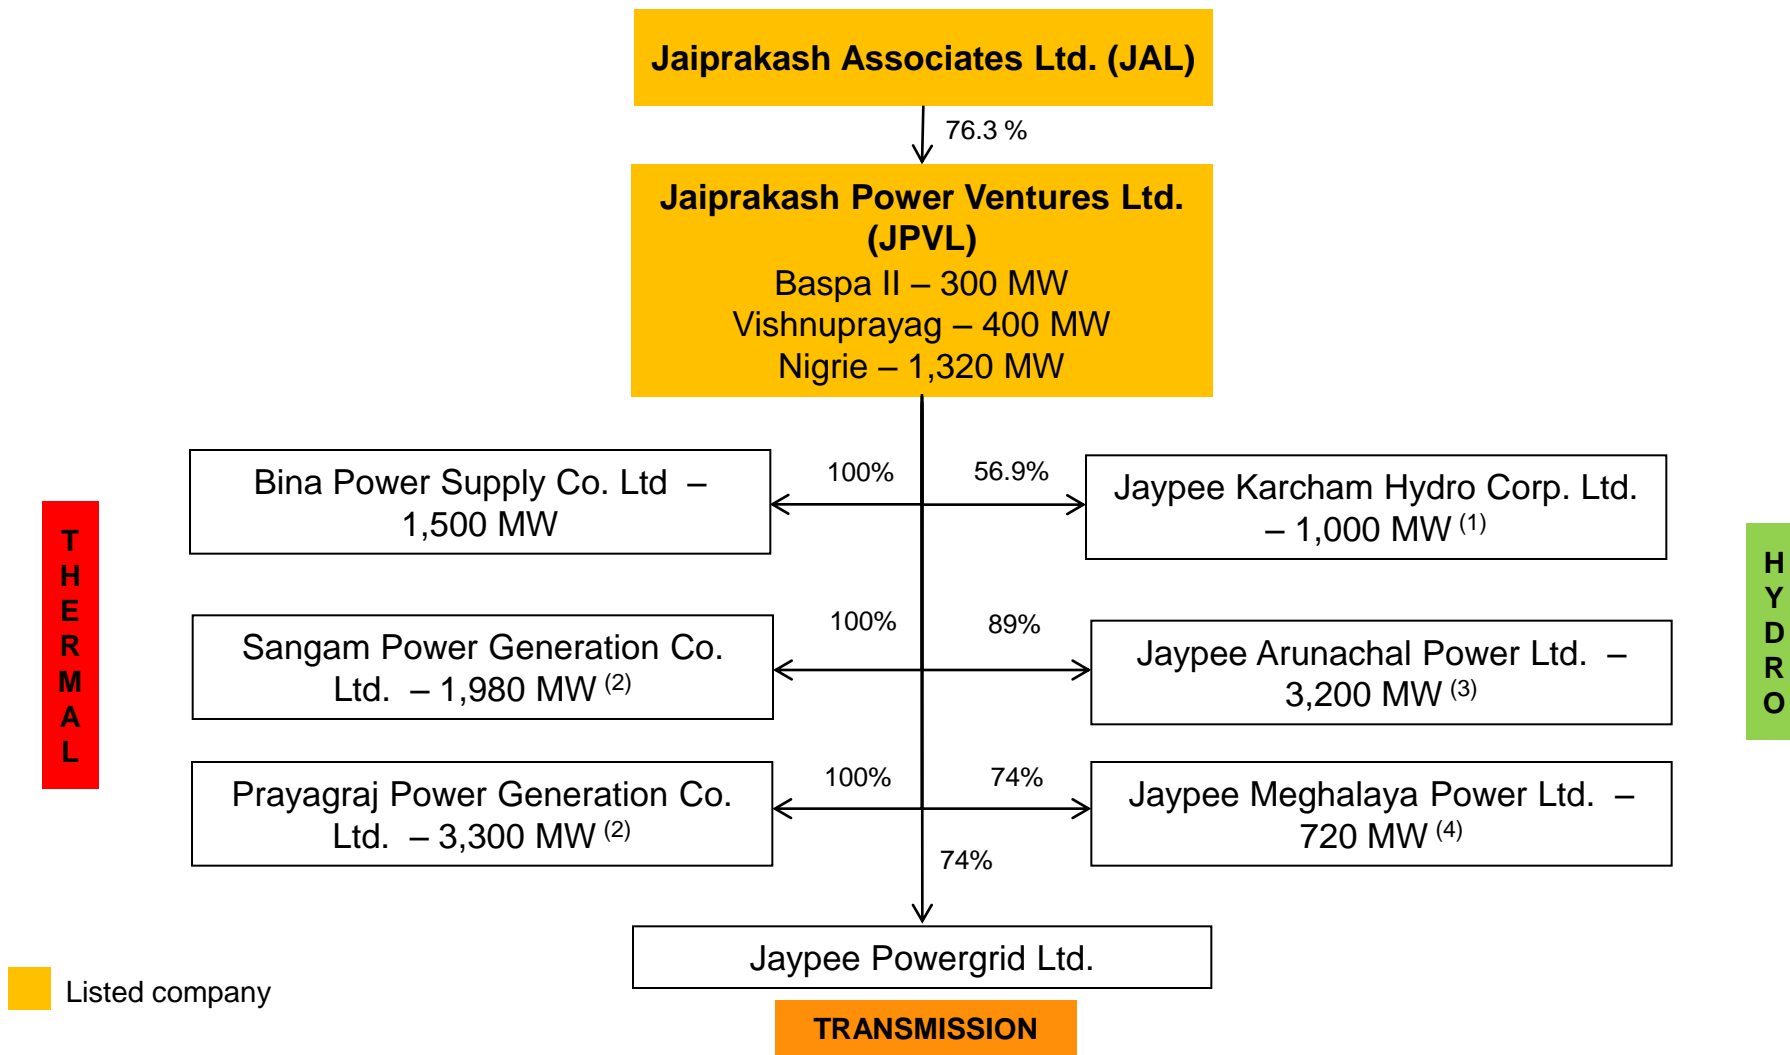 Jaiprakash Associates Ltd. (JAL)
76.3 %
Jaiprakash Power Ventures Ltd.
(JPVL)
Baspa II – 300 MW
Vishnuprayag – 400 MW
Nigrie – 1,320 MW
THERMAL
Bina Power Supply Co. Ltd –
1,500 MW
100%
56.9%
Jaypee Karcham Hydro Corp. Ltd.
– 1,000 MW (1)
HYDRO
Sangam Power Generation Co.
Ltd. – 1,980 MW (2)
100%
89%
Jaypee Arunachal Power Ltd. –
3,200 MW (3)
Prayagraj Power Generation Co.
Ltd. – 3,300 MW (2)
100%
74%
Jaypee Meghalaya Power Ltd. –
720 MW (4)
74%
Jaypee Powergrid Ltd.
Listed company
TRANSMISSION